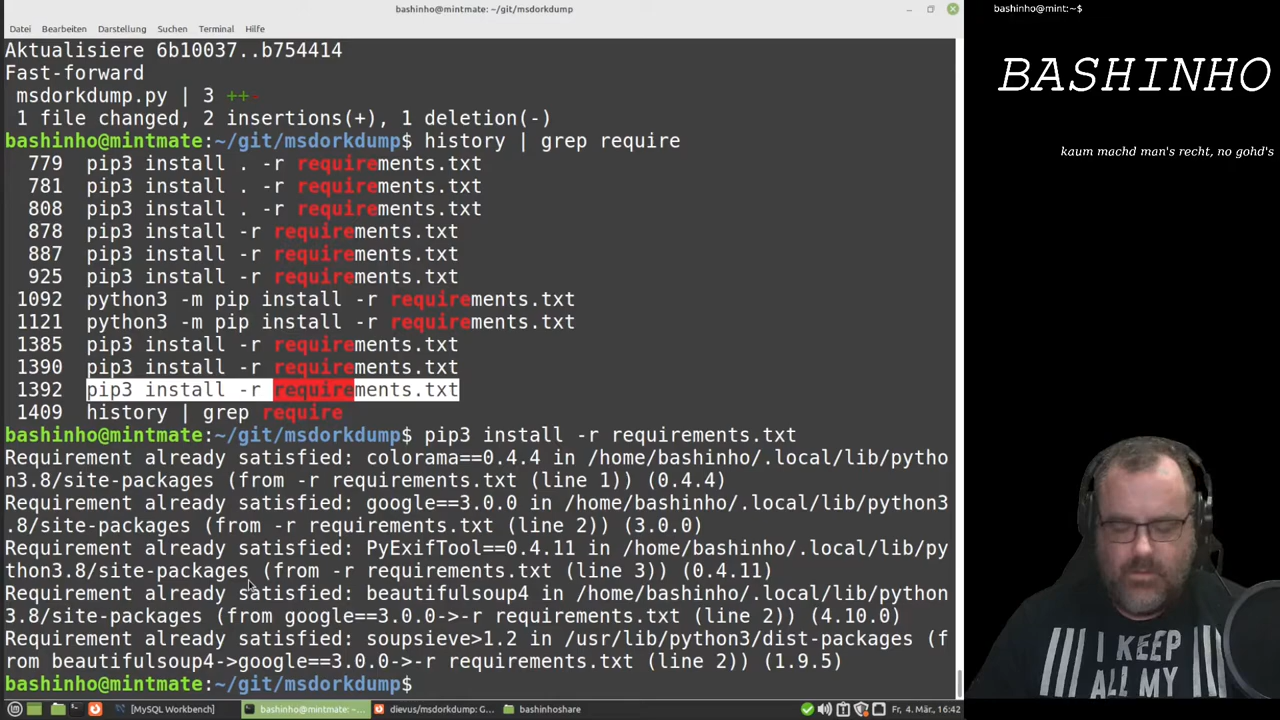 bashinho@mintmate: ~/git/msdorkdump
Datei Bearbeiten Darstellung Suchen Terminal Hilfe
Aktualisiere 6b10037..b754414
Fast-forward
msdorkdump.py | 3 ++-
1 file changed, 2 insertions(+), 1 deletion(-)
bashinho@mintmate:~/git/msdorkdump$ history | grep require
779 pip3 install . -r requirements.txt
781 pip3 install . -r requirements.txt
808 pip3 install . -r requirements.txt
878 pip3 install -r requirements.txt
887 pip3 install -r requirements.txt
925 pip3 install -r requirements.txt
1092 python3 -m pip install -r requirements.txt
1121 python3 -m pip install -r requirements.txt
1385 pip3 install -r requirements.txt
1390 pip3 install -r requirements.txt
1392 pip3 install -r requirements.txt
1409 history | grep require
bashinho@mintmate:~/git/msdorkdump$ pip3 install -r requirements.txt
Requirement already satisfied: colorama==0.4.4 in /home/bashinho/.local/lib/pytho
n3.8/site-packages (from -r requirements.txt (line 1)) (0.4.4)
Requirement already satisfied: google==3.0.0 in /home/bashinho/.local/lib/python3
.8/site-packages (from -r requirements.txt (line 2)) (3.0.0)
Requirement already satisfied: PyExifTool==0.4.11 in /home/bashinho/.local/lib/py
thon3.8/site-packages (from -r requirements.txt (line 3)) (0.4.11)
Requirement already satisfied: beautifulsoup4 in /home/bashinho/.local/lib/python
3.8/site-packages (from google==3.0.0->-r requirements.txt (line 2)) (4.10.0)
Requirement already satisfied: soupsieve>1.2 in /usr/lib/python3/dist-packages (f
rom beautifulsoup4->google==3.0.0->-r requirements.txt (line 2)) (1.9.5)
bashinho@mintmate:~/git/msdorkdump$
[MySQL Workbench] bashinho@mintmate: ~... dievus/msdorkdump: G... bashinhoshare Fr, 4. Mär., 16:42
bashinho@mint:~$
BASHINHO
kaum machd man's recht, no gohd's
I KEEP
ALL MY